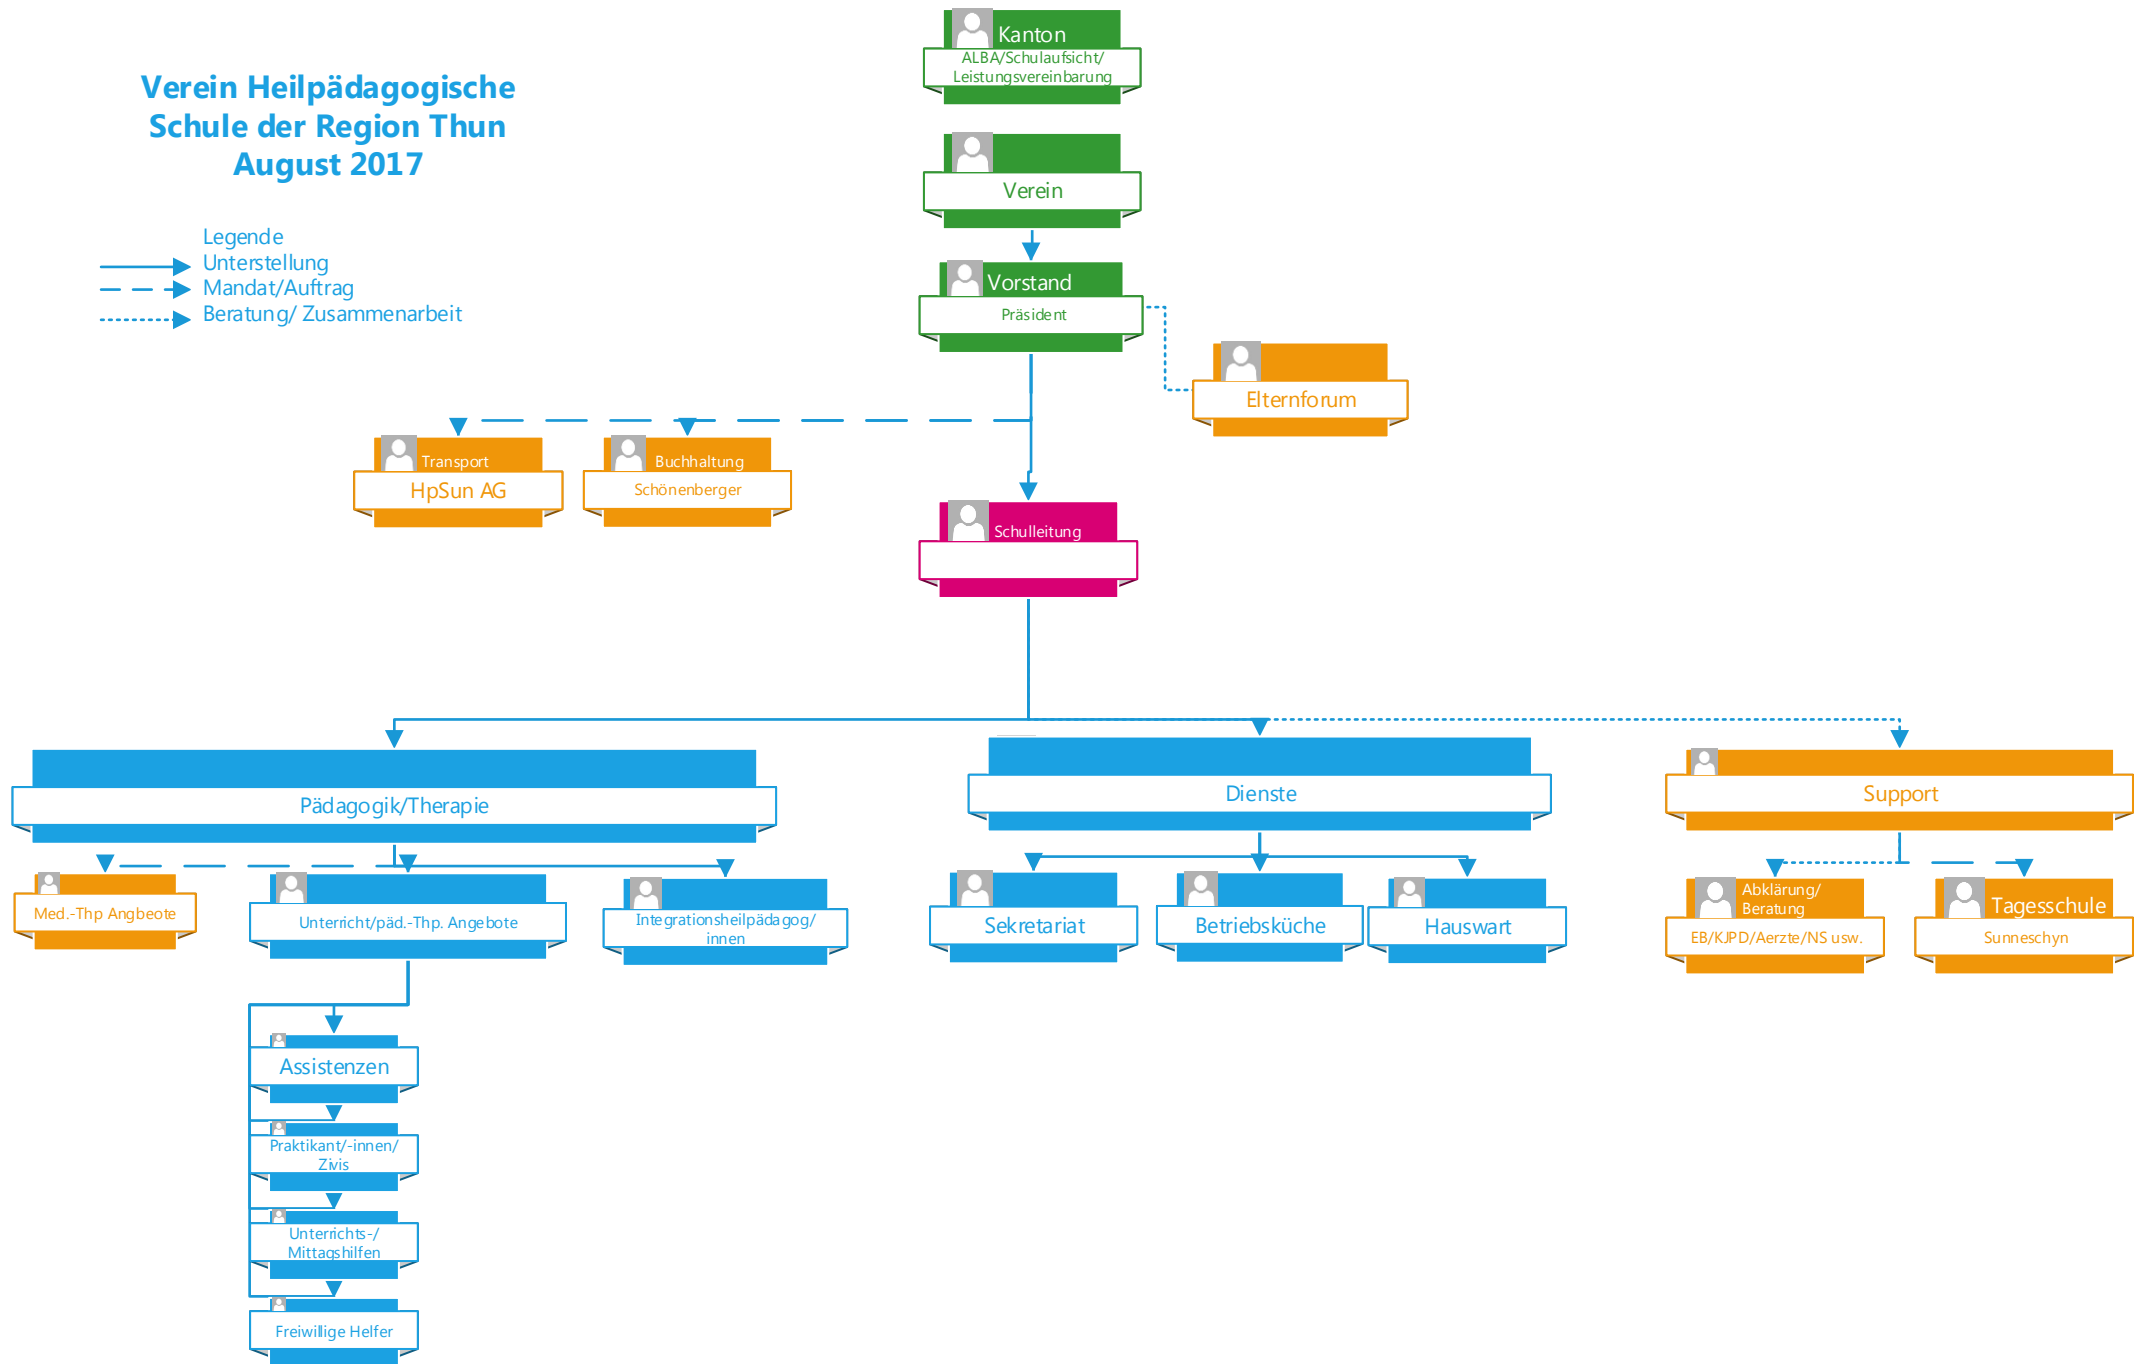 Kanton
ALBA/Schulaufsicht/
Leistungsvereinbarung
Verein Heilpädagogische
Schule der Region Thun
August 2017
Verein
Legende
Unterstellung
Mandat/Auftrag
Beratung/ Zusammenarbeit
Vorstand
Präsident
Elternforum
Transport
HpSun AG
Buchhaltung
Schönenberger
Schulleitung
Pädagogik/Therapie
Dienste
Support
Med.-Thp Angbeote
Unterricht/päd.-Thp. Angebote
Integrationsheilpädagog/
innen
Sekretariat
Betriebsküche
Hauswart
Abklärung/
Beratung
EB/KJPD/Aerzte/NS usw.
Tagesschule
Sunneschyn
Assistenzen
Praktikant/-innen/
Zivis
Unterrichts-/
Mittagshilfen
Freiwillige Helfer